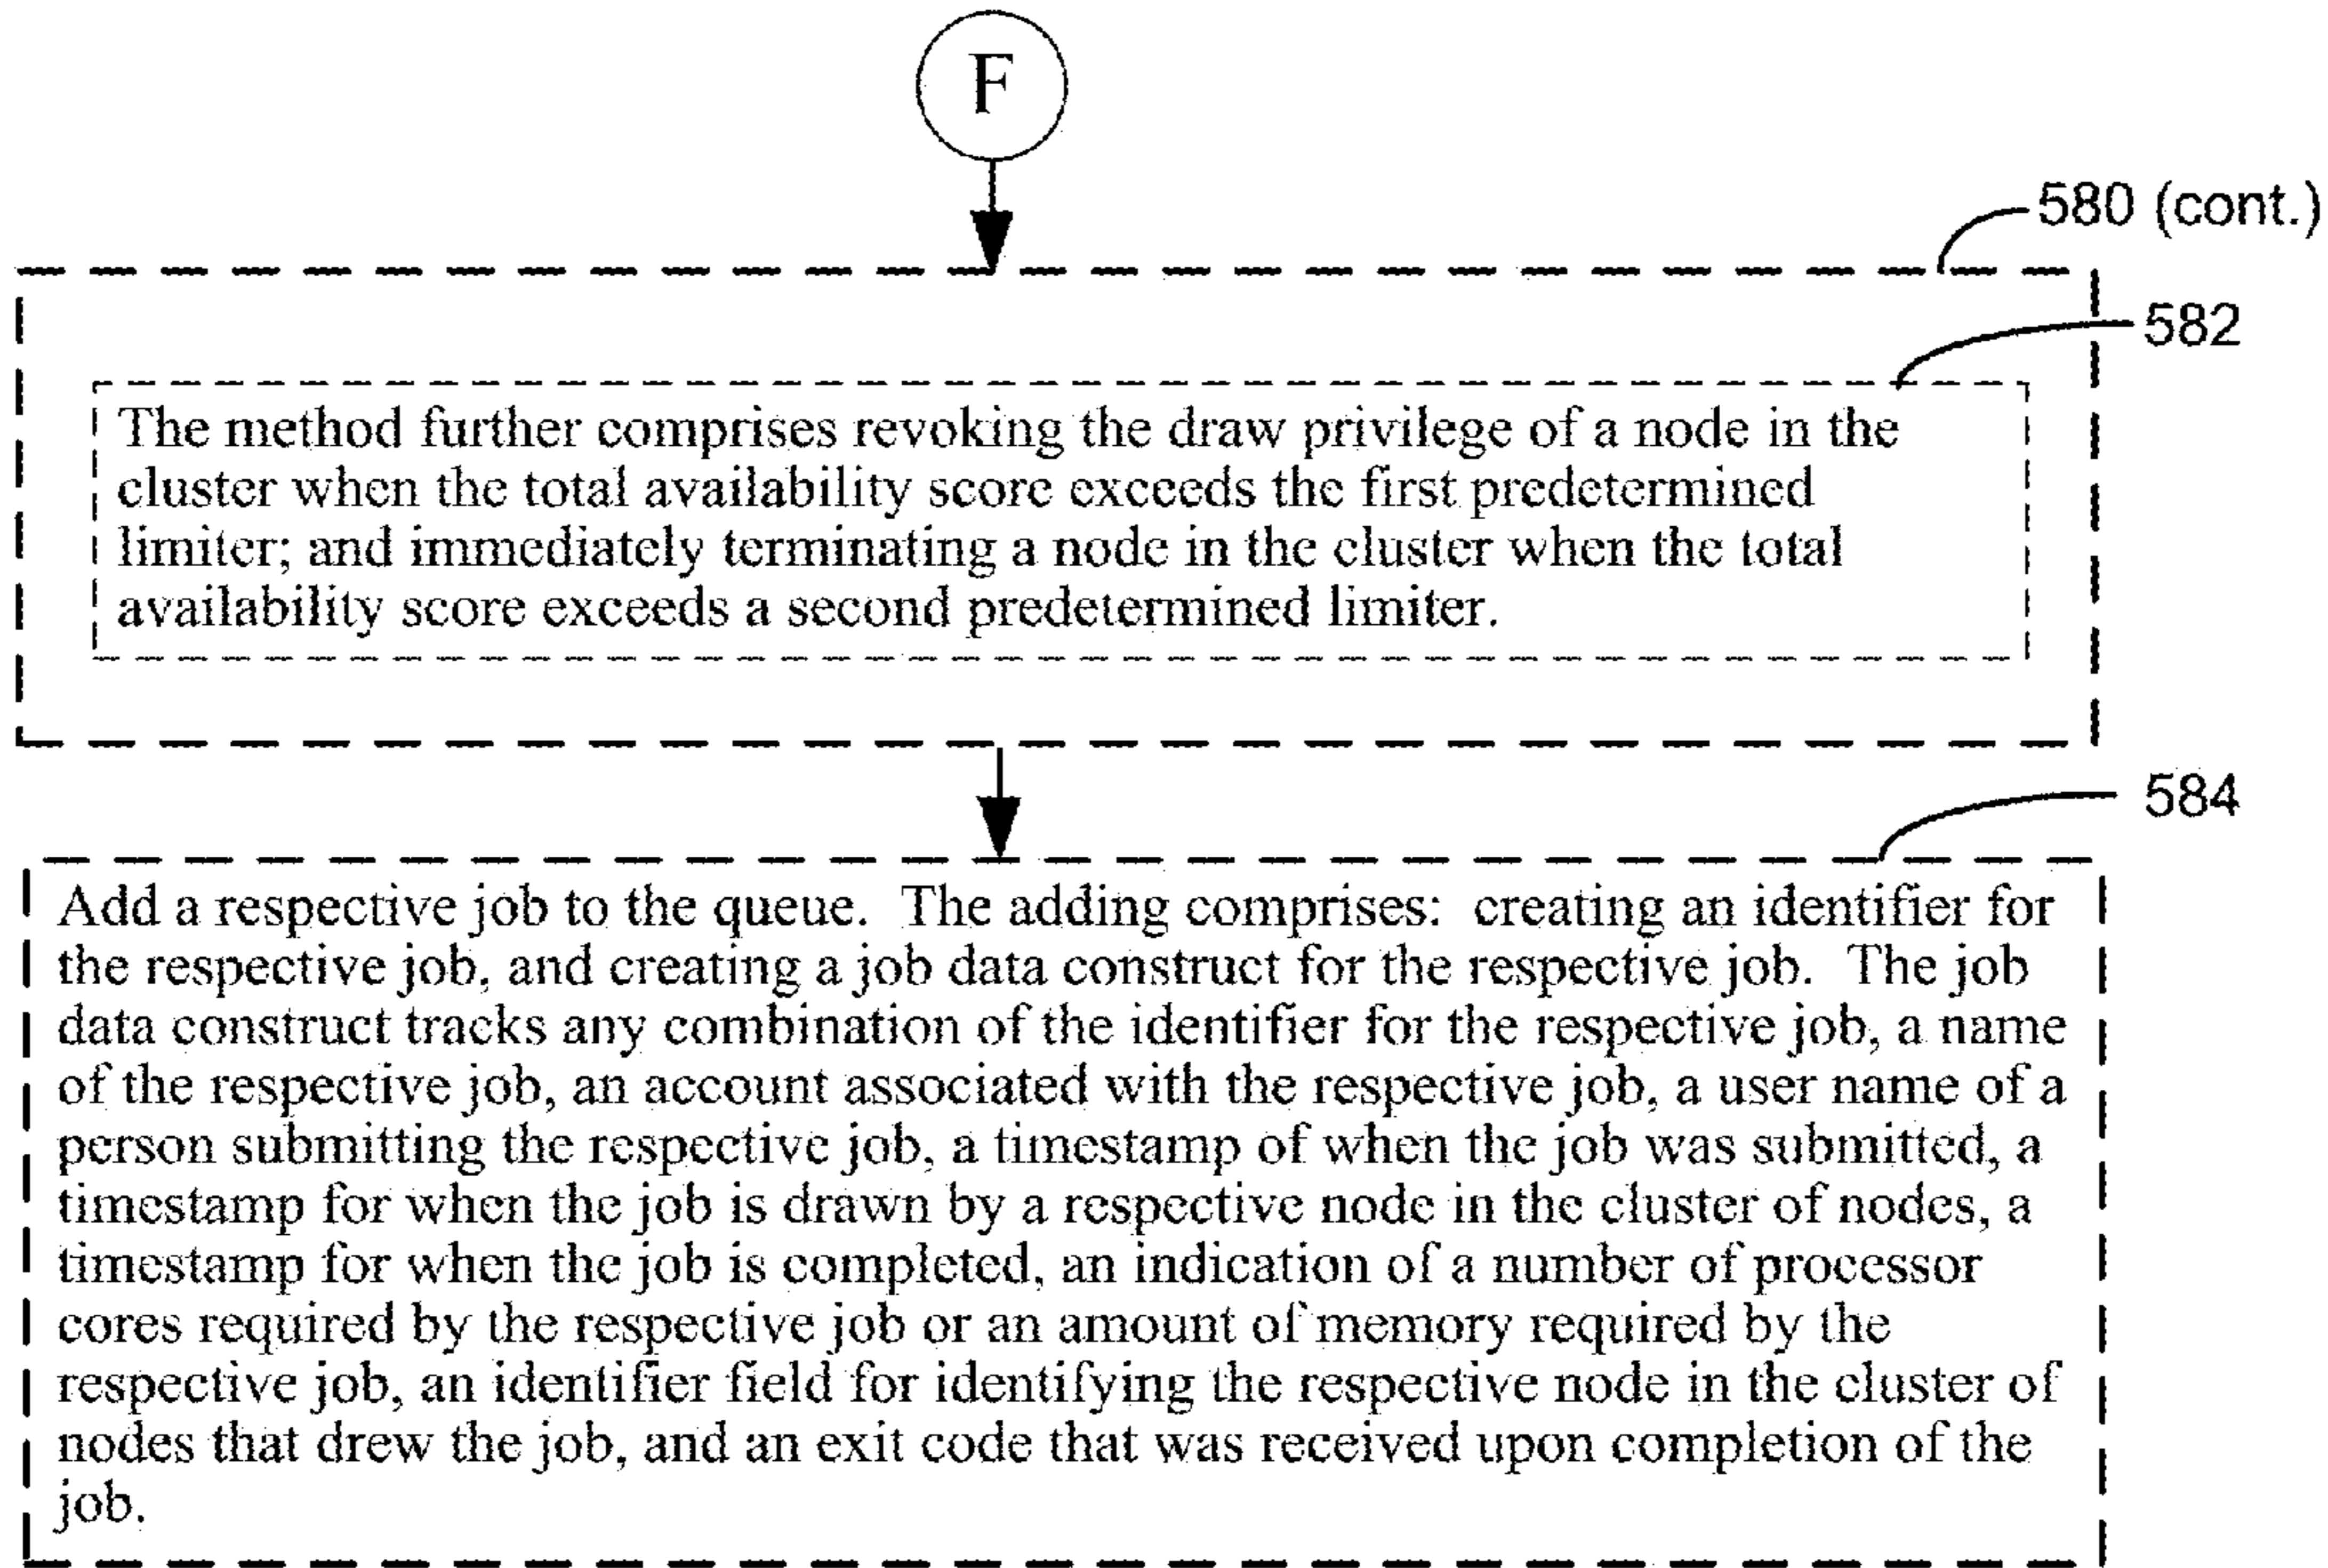 F
580 (cont.)
582
The method further comprises revoking the draw privilege of a node in the
cluster when the total availability score exceeds the first predetermined
limiter; and immediately terminating a node in the cluster when the total
availability score exceeds a second predetermined limiter.
584
Add a respective job to the queue.  The adding comprises:  creating an identifier for
the respective job, and creating a job data construct for the respective job.  The job
data construct tracks any combination of the identifier for the respective job, a name
of the respective job, an account associated with the respective job, a user name of a
person submitting the respective job, a timestamp of when the job was submitted, a
timestamp for when the job is drawn by a respective node in the cluster of nodes, a
timestamp for when the job is completed, an indication of a number of processor
cores required by the respective job or an amount of memory required by the
respective job, an identifier field for identifying the respective node in the cluster of
nodes that drew the job, and an exit code that was received upon completion of the
job.